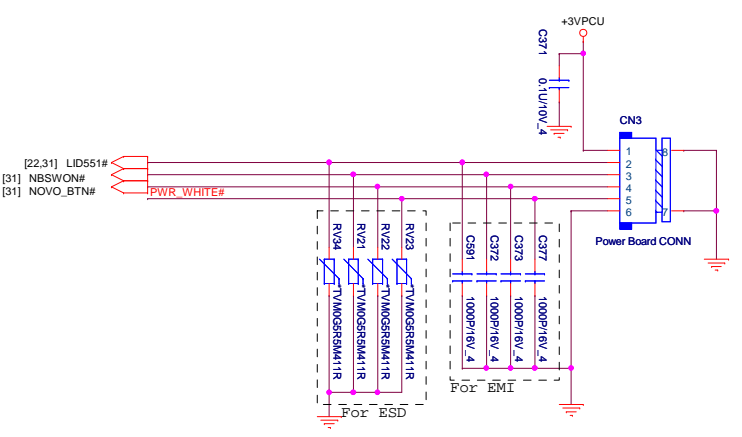 +3VPCU
C371
0.1U/10V_4
CN3
1
2
3
4
5
6
8
7
Power Board CONN
[22,31] LID551#
[31] NBSWON#
[31] NOVO_BTN#
PWR_WHITE#
RV34
RV21
RV22
RV23
TVM0G5R5M411R
TVM0G5R5M411R
TVM0G5R5M411R
TVM0G5R5M411R
C591
C372
C373
C377
1000P/16V_4
1000P/16V_4
1000P/16V_4
1000P/16V_4
For EMI
For ESD